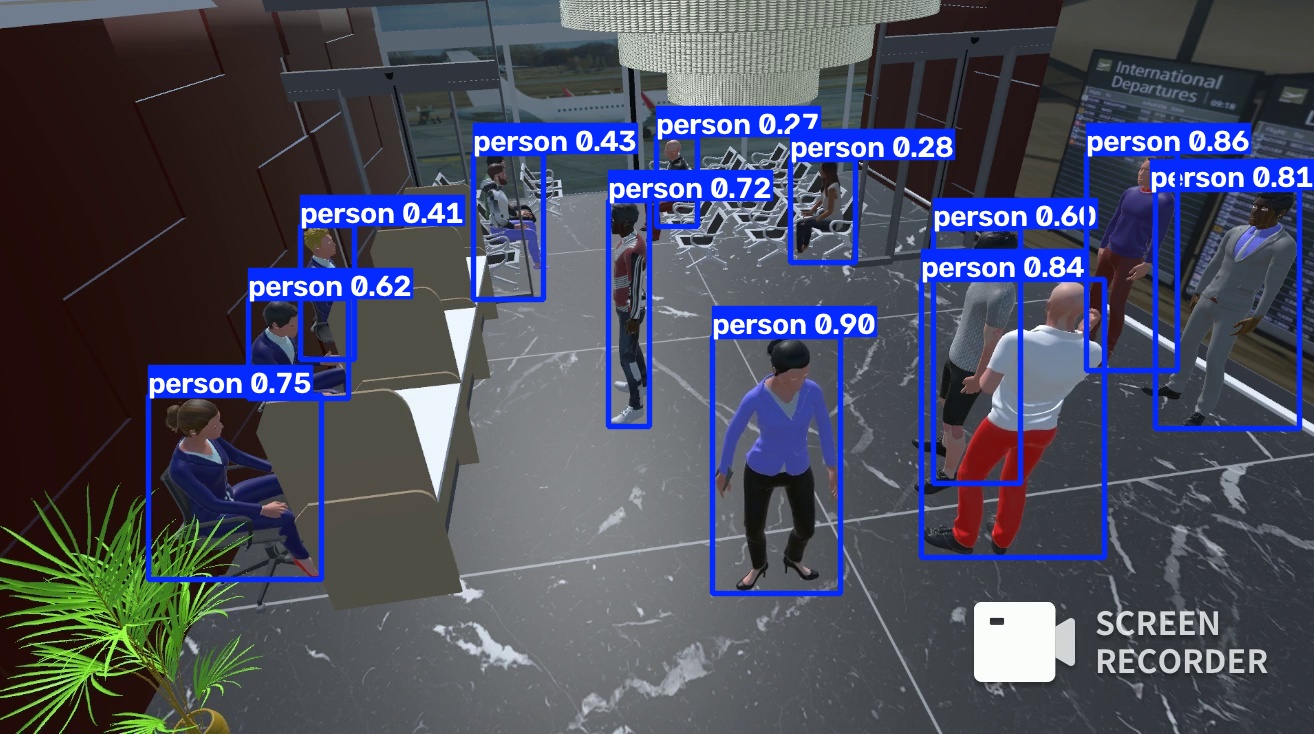 person 0.27
person 0.43
person 0.28
person 0.86
person 0.72
person 0.81
person 0.41
person 0.60
person 0.62
person 0.84
person 0.90
person 0.75
International
Departures
09:18
SCREEN
RECORDER